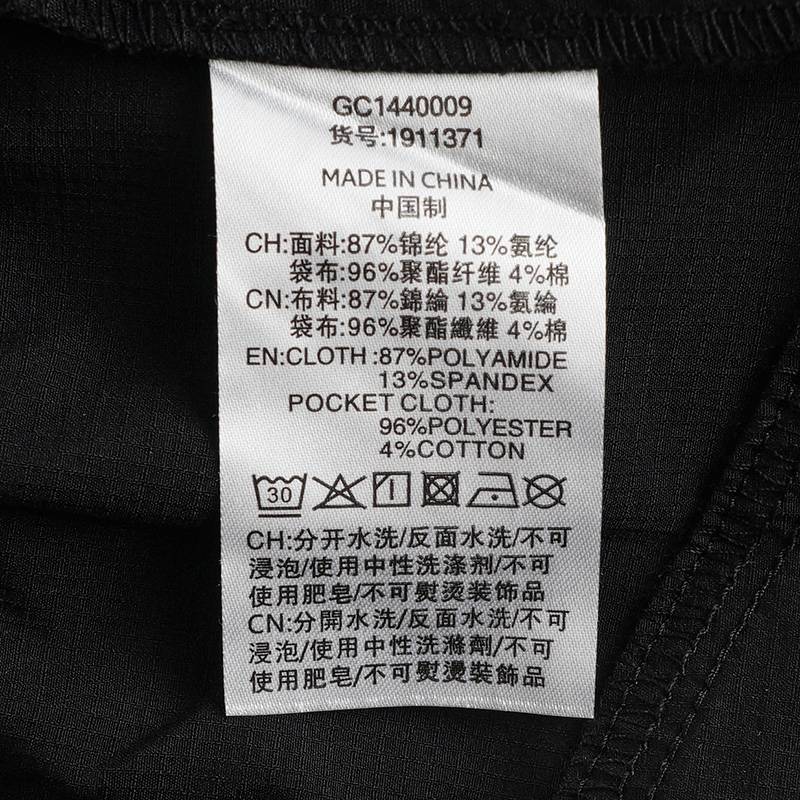 GC1440009
货号:1911371
MADE IN CHINA
中国制
CH:面料:87%锦纶 13%氨纶
袋布:96%聚酯纤维 4%棉
CN:布料:87%錦綸 13%氨綸
袋布:96%聚酯纖維 4%棉
EN:CLOTH :87%POLYAMIDE
13%SPANDEX
POCKET CLOTH:
96%POLYESTER
4%COTTON
30
CH:分开水洗/反面水洗/不可
浸泡/使用中性洗涤剂/不可
使用肥皂/不可熨烫装饰品
CN:分開水洗/反面水洗/不可
浸泡/使用中性洗滌劑/不可
使用肥皂/不可熨燙裝飾品